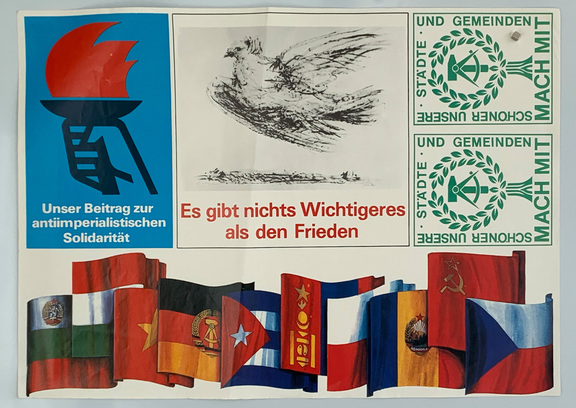 Unser Beitrag zur
antiimperialistischen
Solidarität
Es gibt nichts Wichtigeres
als den Frieden
SCHÖNER UNSERE
· STÄDTE ·
UND GEMEINDEN
MACH MIT
SCHÖNER UNSERE
· STÄDTE ·
UND GEMEINDEN
MACH MIT